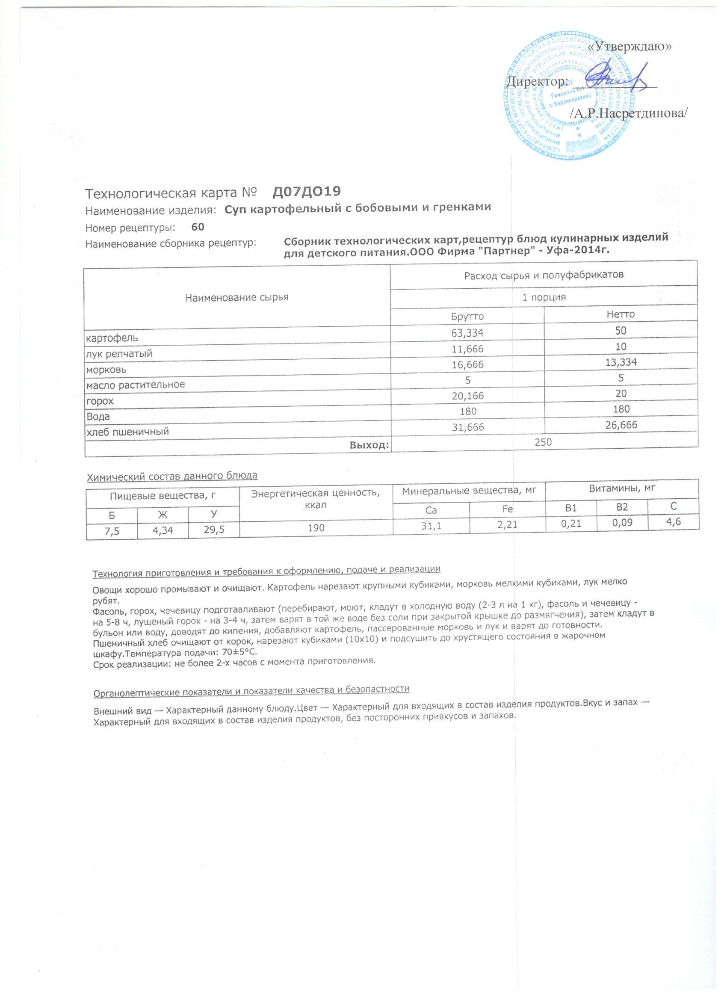 «Утверждаю»
Директор:
/А.Р.Насретдинова/
Гимназия №1
с. Верхнеяркеево
Технологическая карта № Д07ДО19
Наименование изделия: Суп картофельный с бобовыми и гренками
Номер рецептуры: 60
Наименование сборника рецептур: Сборник технологических карт,рецептур блюд кулинарных изделий
для детского питания.ООО Фирма "Партнер" - Уфа-2014г.
Наименование сырья Расход сырья и полуфабрикатов
1 порция
Брутто Нетто
картофель 63,334 50
лук репчатый 11,666 10
морковь 16,666 13,334
масло растительное 5 5
горох 20,166 20
Вода 180 180
хлеб пшеничный 31,666 26,666
Выход: 250
Химический состав данного блюда
Пищевые вещества, г Энергетическая ценность, Минеральные вещества, мг Витамины, мг
ккал
Б Ж У Ca Fe B1 B2 C
7,5 4,34 29,5 190 31,1 2,21 0,21 0,09 4,6
Технология приготовления и требования к оформлению, подаче и реализации
Овощи хорошо промывают и очищают. Картофель нарезают крупными кубиками, морковь мелкими кубиками, лук мелко
рубят.
Фасоль, горох, чечевицу подготавливают (перебирают, моют, кладут в холодную воду (2-3 л на 1 кг), фасоль и чечевицу -
на 5-8 ч, лущеный горох - на 3-4 ч, затем варят в той же воде без соли при закрытой крышке до размягчения), затем кладут в
бульон или воду, доводят до кипения, добавляют картофель, пассерованные морковь и лук и варят до готовности.
Пшеничный хлеб очищают от корок, нарезают кубиками (10х10) и подсушить до хрустящего состояния в жарочном
шкафу.Температура подачи: 70±5°С.
Срок реализации: не более 2-х часов с момента приготовления.
Органолептические показатели и показатели качества и безопастности
Внешний вид — Характерный данному блюду.Цвет — Характерный для входящих в состав изделия продуктов.Вкус и запах —
Характерный для входящих в состав изделия продуктов, без посторонних привкусов и запахов.